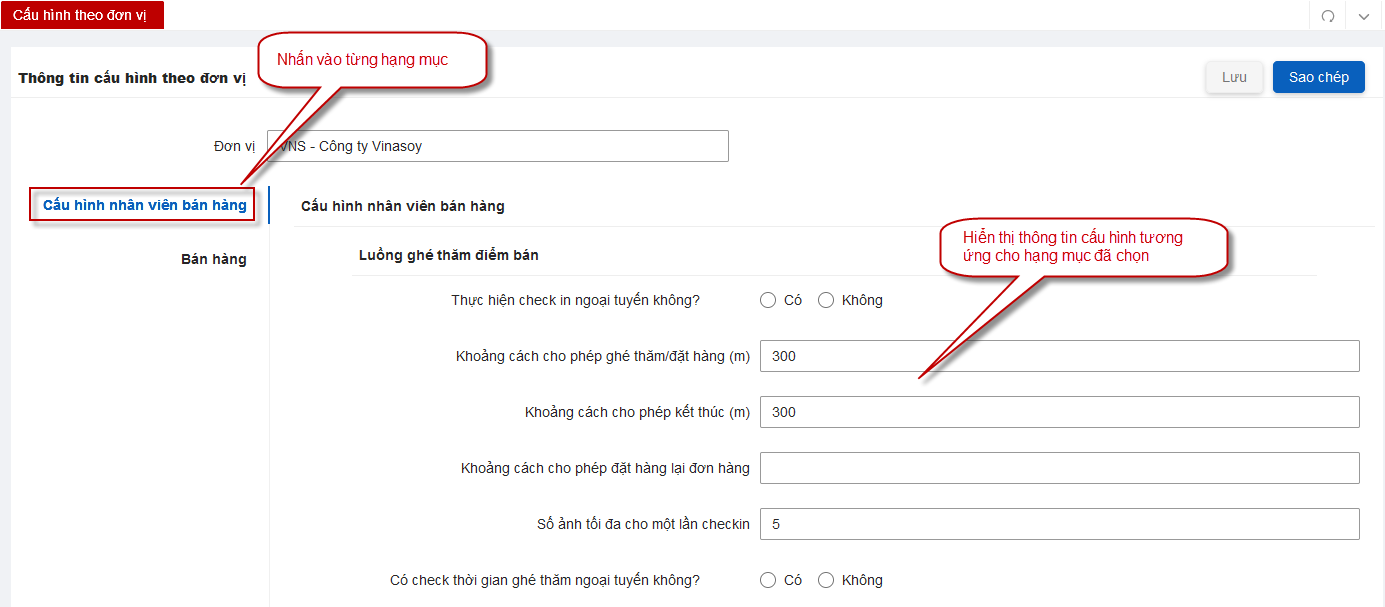 Cấu hình theo đơn vị
Nhấn vào từng hạng mục
Thông tin cấu hình theo đơn vị
Lưu
Sao chép
Đơn vị
VNS - Công ty Vinasoy
Cấu hình nhân viên bán hàng
Bán hàng
Cấu hình nhân viên bán hàng
Luồng ghé thăm điểm bán
Hiển thị thông tin cấu hình tương
ứng cho hạng mục đã chọn
Thực hiện check in ngoại tuyến không?
Có
Không
Khoảng cách cho phép ghé thăm/đặt hàng (m)
300
Khoảng cách cho phép kết thúc (m)
300
Khoảng cách cho phép đặt hàng lại đơn hàng
Số ảnh tối đa cho một lần checkin
5
Có check thời gian ghé thăm ngoại tuyến không?
Có
Không